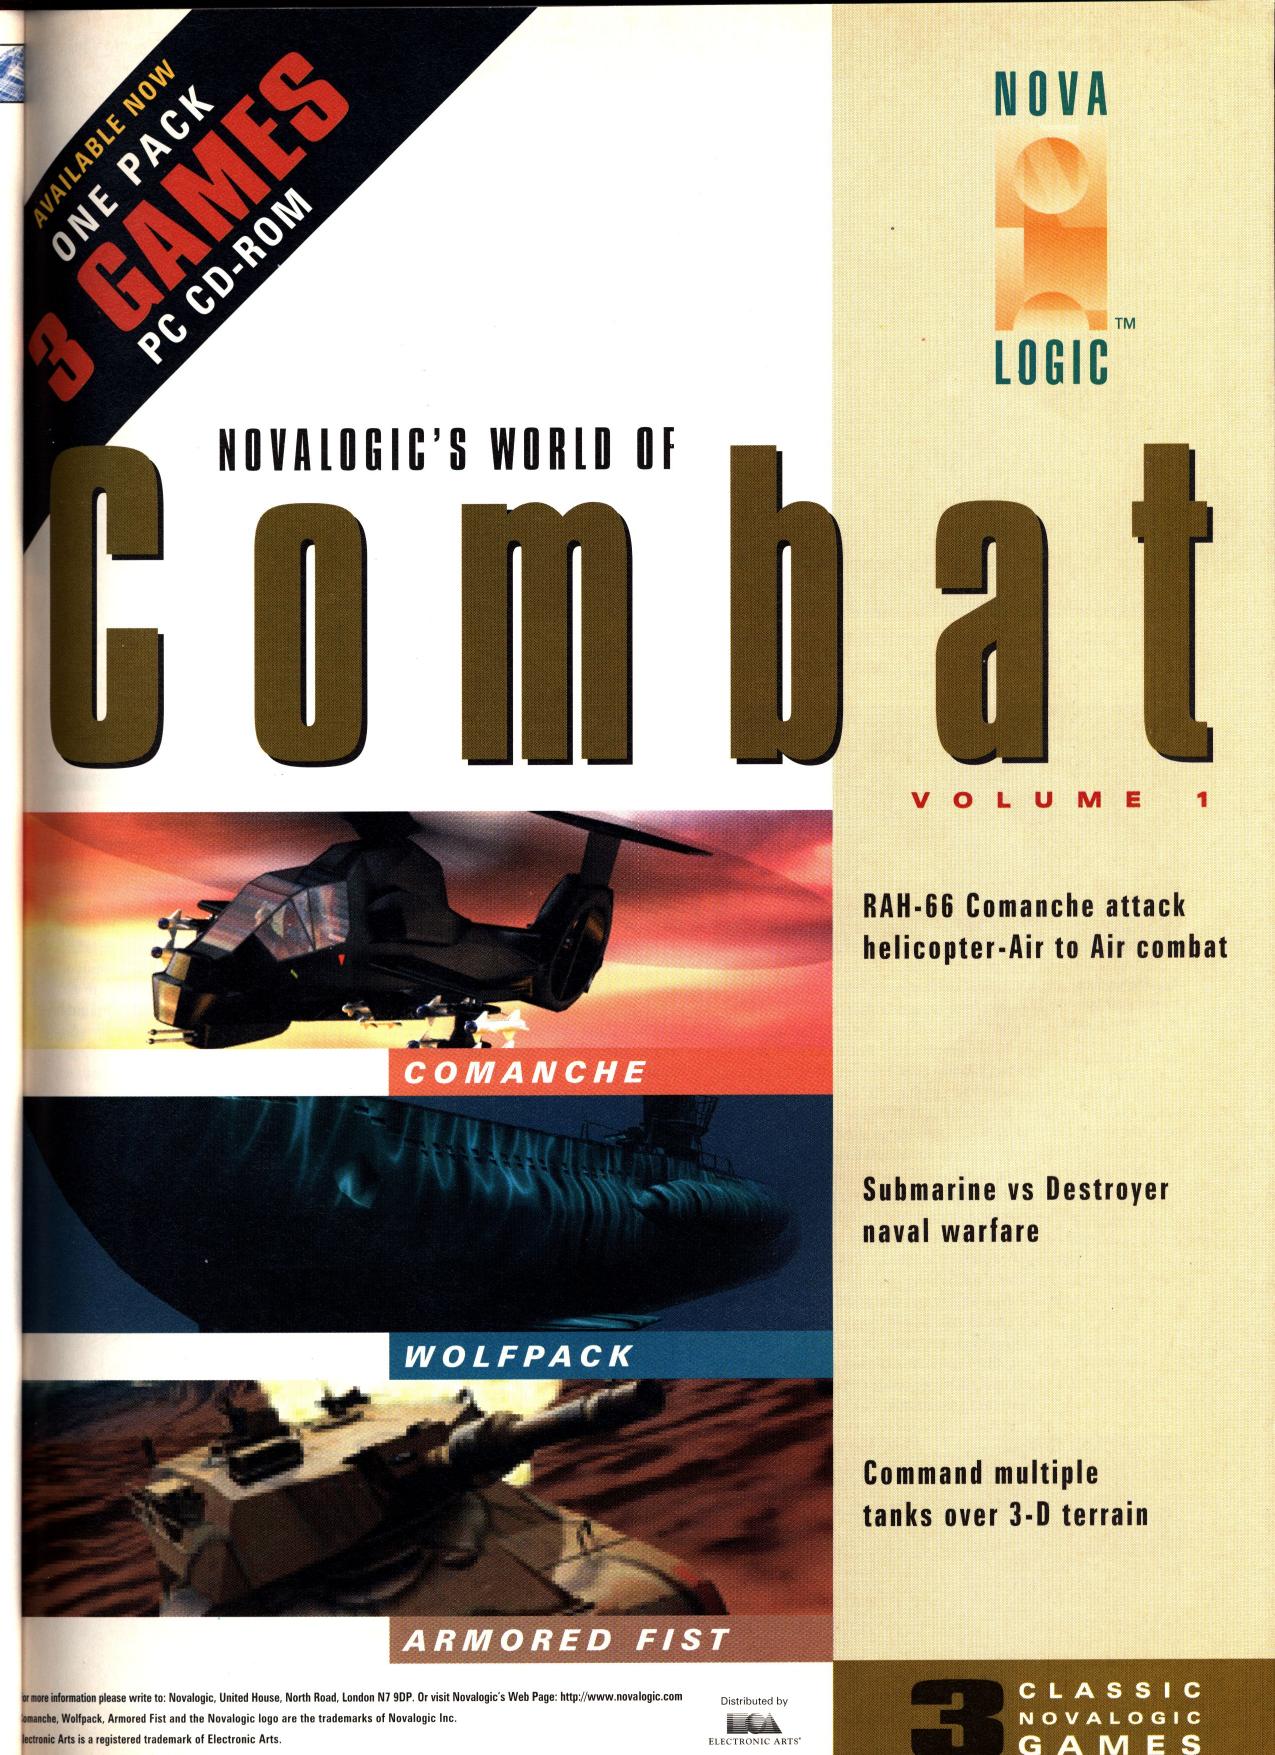 AVAILABLE NOW
ONE PACK
3 GAMES
PC CD-ROM
NOVA
LOGIC
TM
NOVALOGIC'S WORLD OF
Combat
VOLUME 1
RAH-66 Comanche attack
helicopter-Air to Air combat
COMANCHE
Submarine vs Destroyer
naval warfare
WOLFPACK
Command multiple
tanks over 3-D terrain
ARMORED FIST
or more information please write to: Novalogic, United House, North Road, London N7 9DP. Or visit Novalogic's Web Page: http://www.novalogic.com
omanche, Wolfpack, Armored Fist and the Novalogic logo are the trademarks of Novalogic Inc.
lectronic Arts is a registered trademark of Electronic Arts.
Distributed by
ELECTRONIC ARTS®
3 CLASSIC
NOVALOGIC
GAMES